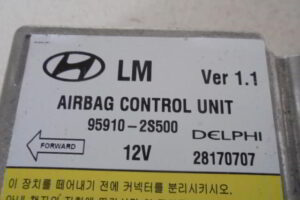 LM Ver 1.1
AIRBAG CONTROL UNIT
95910-2S500 DELPHI
FORWARD 12V 28170707
이 장치를 떼어내기 전에 커넥터를 분리시키시오.